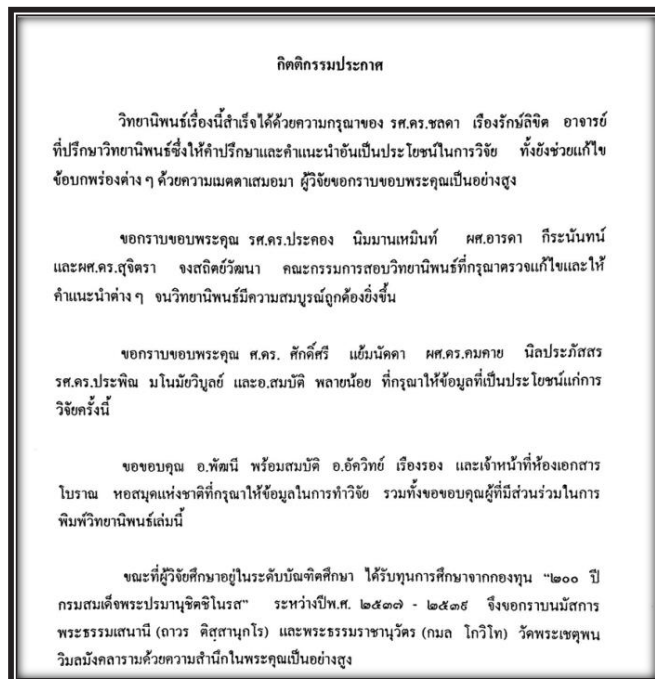 กิตติกรรมประกาศ
วิทยานิพนธ์เรื่องนี้สำเร็จได้ด้วยความกรุณาของ รศ.ดร.ชลดา เรืองรักษ์ลิขิต อาจารย์
ที่ปรึกษาวิทยานิพนธ์ซึ่งให้คำปรึกษาและคำแนะนำอันเป็นประโยชน์ในการวิจัย ทั้งยังช่วยแก้ไข
ข้อบกพร่องต่าง ๆ ด้วยความเมตตาเสมอมา ผู้วิจัยขอกราบขอบพระคุณเป็นอย่างสูง
ขอกราบขอบพระคุณ รศ.ดร.ประคอง นิมมานเหมินท์ ผศ.อารดา กีระนันทน์
และผศ.ดร.สุจิตรา จงสถิตย์วัฒนา คณะกรรมการสอบวิทยานิพนธ์ที่กรุณาตรวจแก้ไขและให้
คำแนะนำต่าง ๆ จนวิทยานิพนธ์มีความสมบูรณ์ถูกต้องยิ่งขึ้น
ขอกราบขอบพระคุณ ศ.ดร. ศักดิ์ศรี แย้มนัดดา ผศ.ดร.คมคาย นิลประภัสสร
รศ.ดร.ประพิณ มโนมัยวิบูลย์ และอ.สมบัติ พลายน้อย ที่กรุณาให้ข้อมูลที่เป็นประโยชน์แก่การ
วิจัยครั้งนี้
ขอขอบคุณ อ.พัฒนี พร้อมสมบัติ อ.อัควิทย์ เรืองรอง และเจ้าหน้าที่ห้องเอกสาร
โบราณ หอสมุดแห่งชาติที่กรุณาให้ข้อมูลในการทำวิจัย รวมทั้งขอขอบคุณผู้ที่มีส่วนร่วมในการ
พิมพ์วิทยานิพนธ์เล่มนี้
ขณะที่ผู้วิจัยศึกษาอยู่ในระดับบัณฑิตศึกษา ได้รับทุนการศึกษาจากกองทุน "๒๐๐ ปี
กรมสมเด็จพระปรมานุชิตชิโนรส" ระหว่างปีพ.ศ. ๒๕๓๗ - ๒๕๓๙ จึงขอกราบนมัสการ
พระธรรมเสนานี (ถาวร ติสฺสานุกโร) และพระธรรมราชานุวัตร (กมล โกวิโท) วัดพระเชตุพน
วิมลมังคลารามด้วยความสำนึกในพระคุณเป็นอย่างสูง